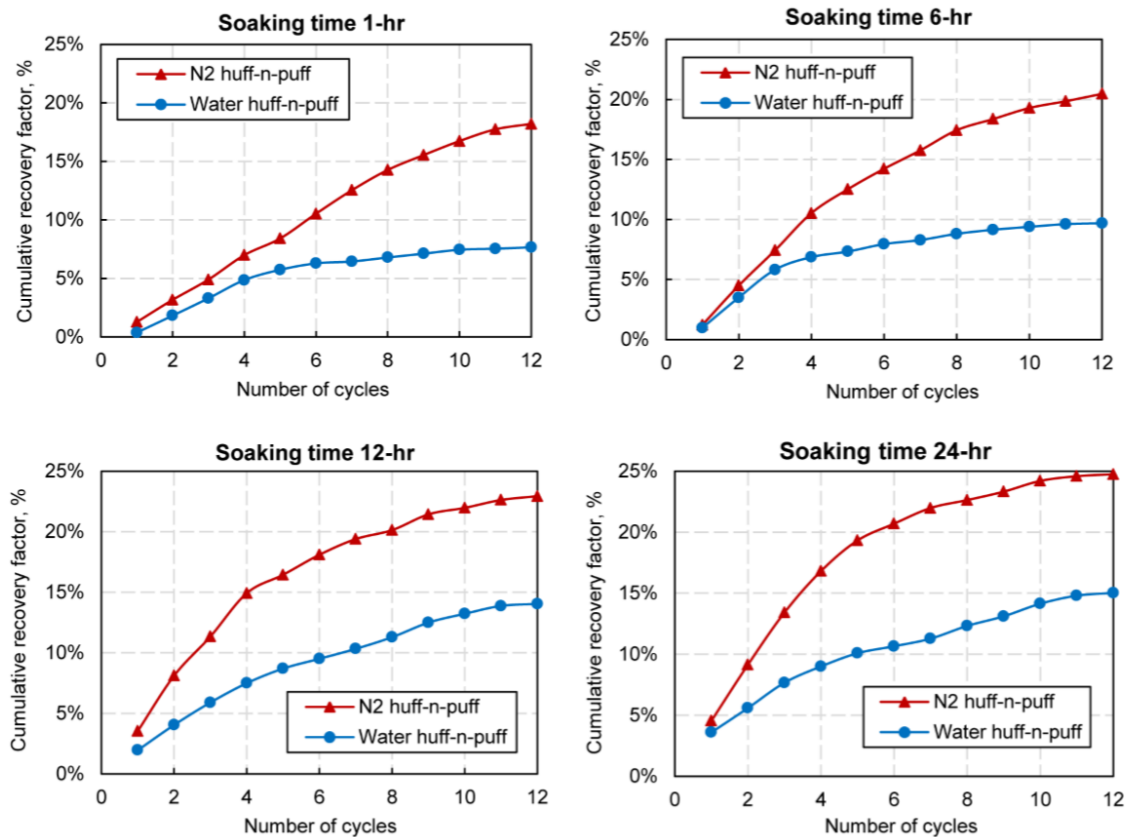 Soaking time 1-hr
Cumulative recovery factor, %
25%
20%
15%
10%
5%
0%
N2 huff-n-puff
Water huff-n-puff
0 2 4 6 8 10 12
Number of cycles
Soaking time 6-hr
Cumulative recovery factor, %
25%
20%
15%
10%
5%
0%
N2 huff-n-puff
Water huff-n-puff
0 2 4 6 8 10 12
Number of cycles
Soaking time 12-hr
Cumulative recovery factor, %
25%
20%
15%
10%
5%
0%
N2 huff-n-puff
Water huff-n-puff
0 2 4 6 8 10 12
Number of cycles
Soaking time 24-hr
Cumulative recovery factor, %
25%
20%
15%
10%
5%
0%
N2 huff-n-puff
Water huff-n-puff
0 2 4 6 8 10 12
Number of cycles